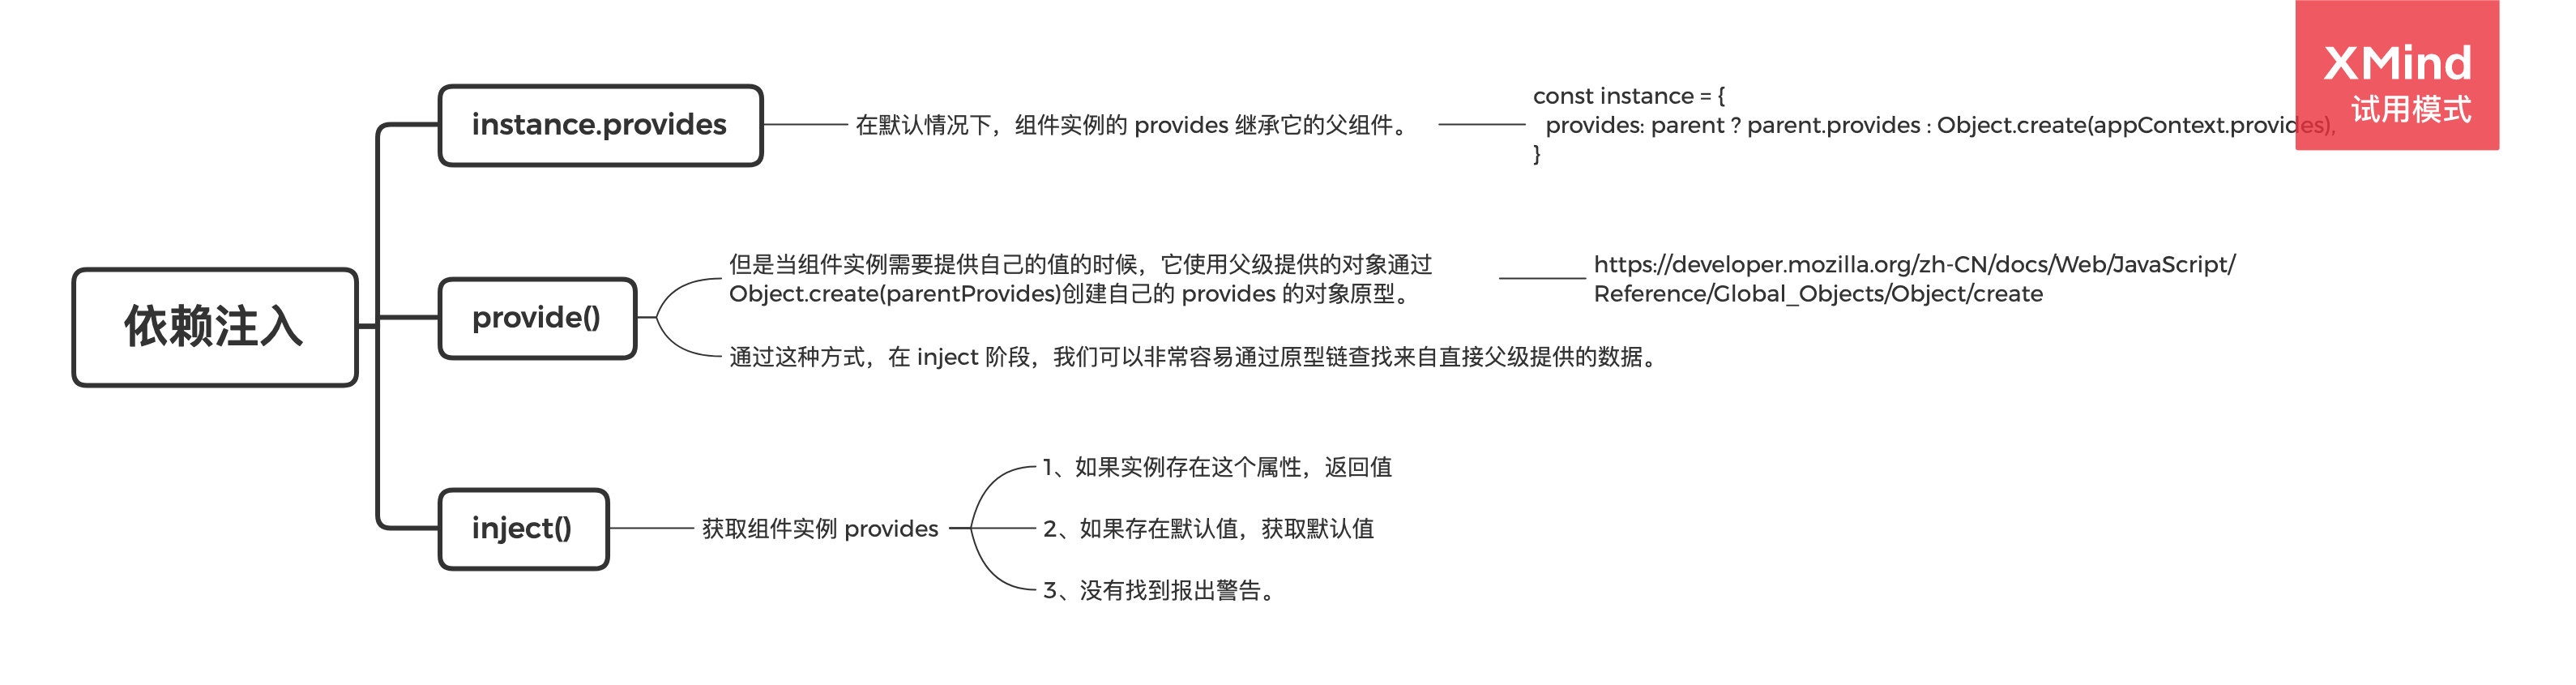 XMind
试用模式
依赖注入
instance.provides
在默认情况下，组件实例的 provides 继承它的父组件。
const instance = {
provides: parent ? parent.provides : Object.create(appContext.provides),
}
provide()
但是当组件实例需要提供自己的值的时候，它使用父级提供的对象通过
Object.create(parentProvides)创建自己的 provides 的对象原型。
https://developer.mozilla.org/zh-CN/docs/Web/JavaScript/
Reference/Global_Objects/Object/create
通过这种方式，在 inject 阶段，我们可以非常容易通过原型链查找来自直接父级提供的数据。
inject()
获取组件实例 provides
1、如果实例存在这个属性，返回值
2、如果存在默认值，获取默认值
3、没有找到报出警告。